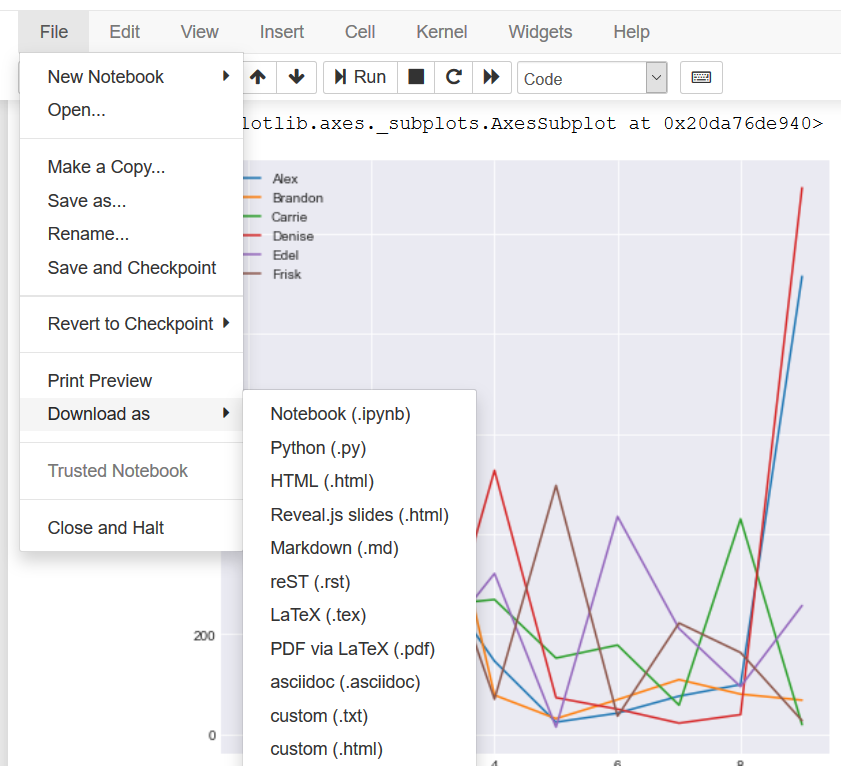 File Edit View Insert Cell Kernel Widgets Help
Run Code
New Notebook
Open...
Make a Copy...
Save as...
Rename...
Save and Checkpoint
Revert to Checkpoint
Print Preview
Download as
Trusted Notebook
Close and Halt
Notebook (.ipynb)
Python (.py)
HTML (.html)
Reveal.js slides (.html)
Markdown (.md)
reST (.rst)
LaTeX (.tex)
PDF via LaTeX (.pdf)
asciidoc (.asciidoc)
custom (.txt)
custom (.html)
lotlib.axes._subplots.AxesSubplot at 0x20da76de940>
Alex
Brandon
Carrie
Denise
Edel
Frisk
200
0
4 6 8